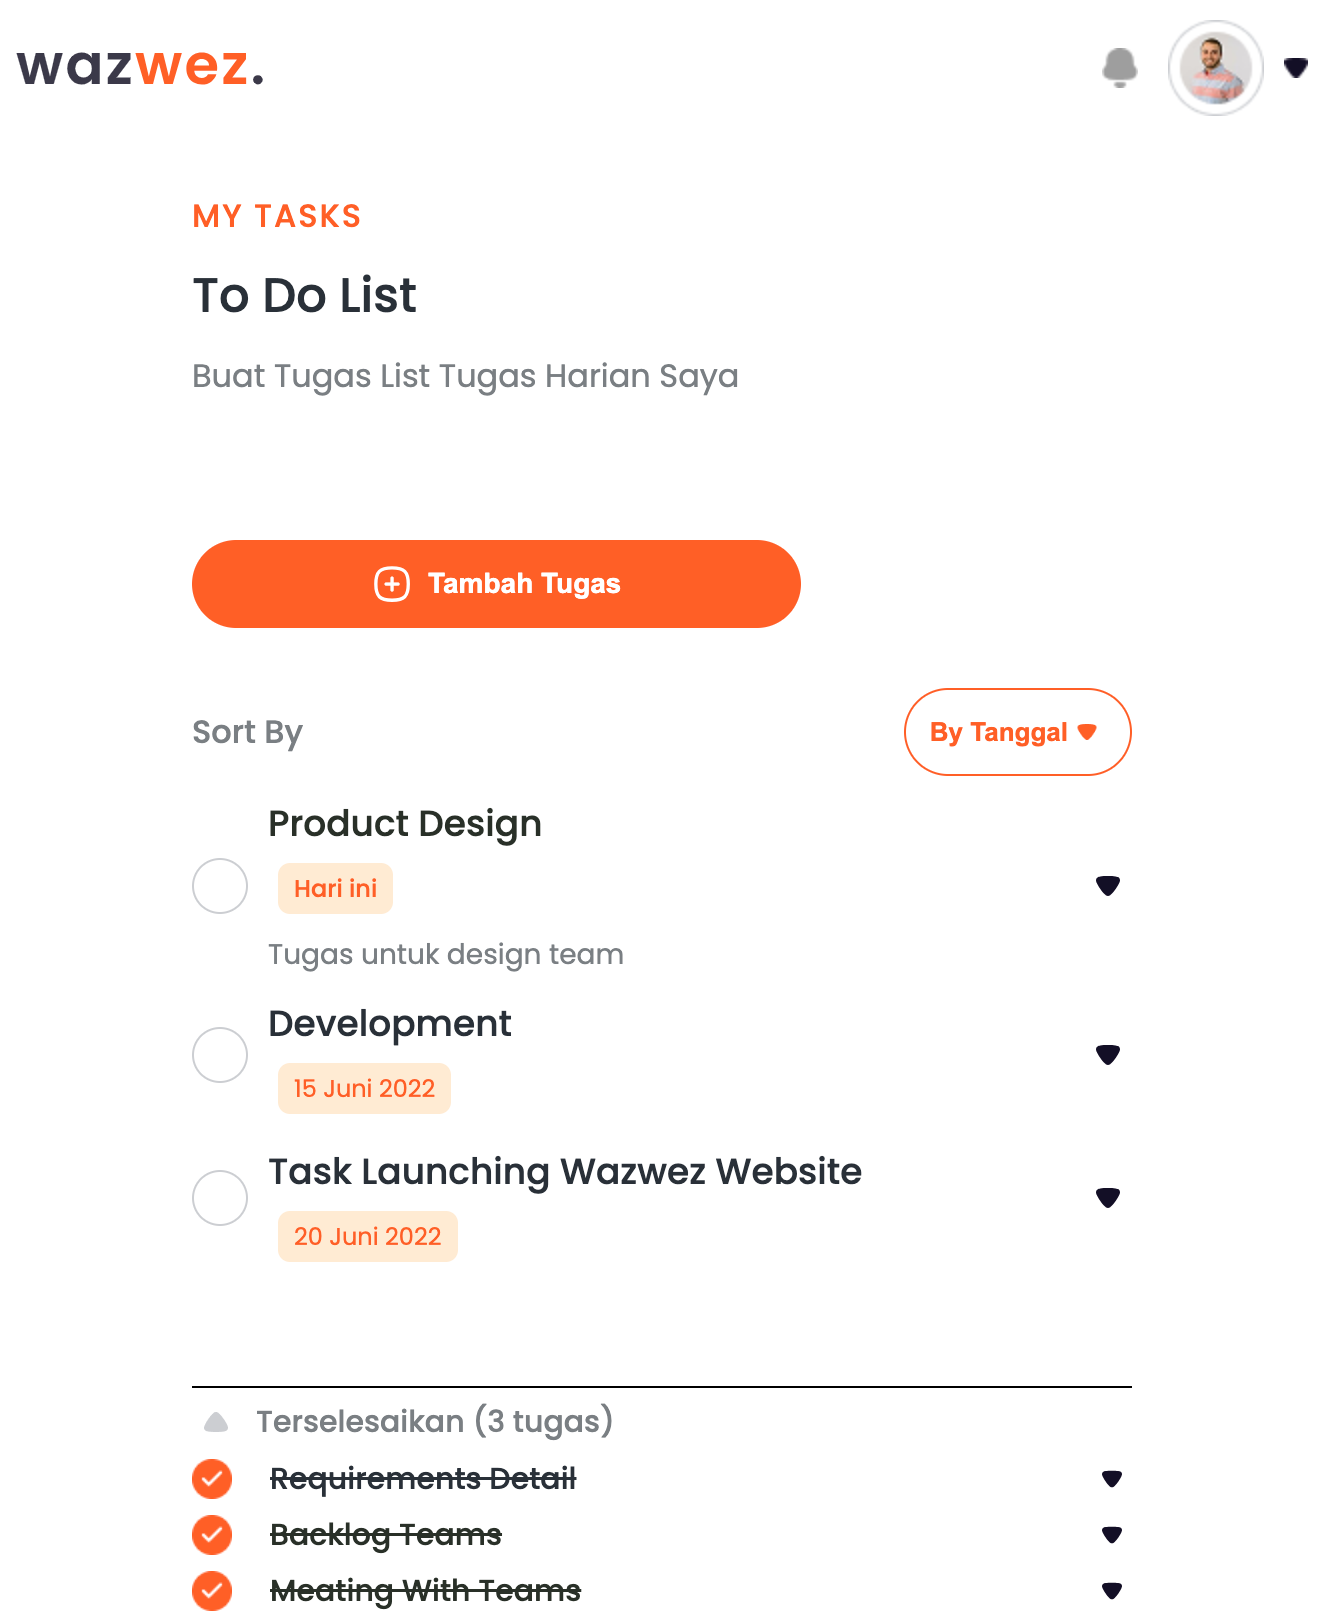 wazwez.
MY TASKS
To Do List
Buat Tugas List Tugas Harian Saya
Tambah Tugas
Sort By
By Tanggal
Product Design
Hari ini
Tugas untuk design team
Development
15 Juni 2022
Task Launching Wazwez Website
20 Juni 2022
Terselesaikan (3 tugas)
Requirements Detail
Backlog Teams
Meating With Teams